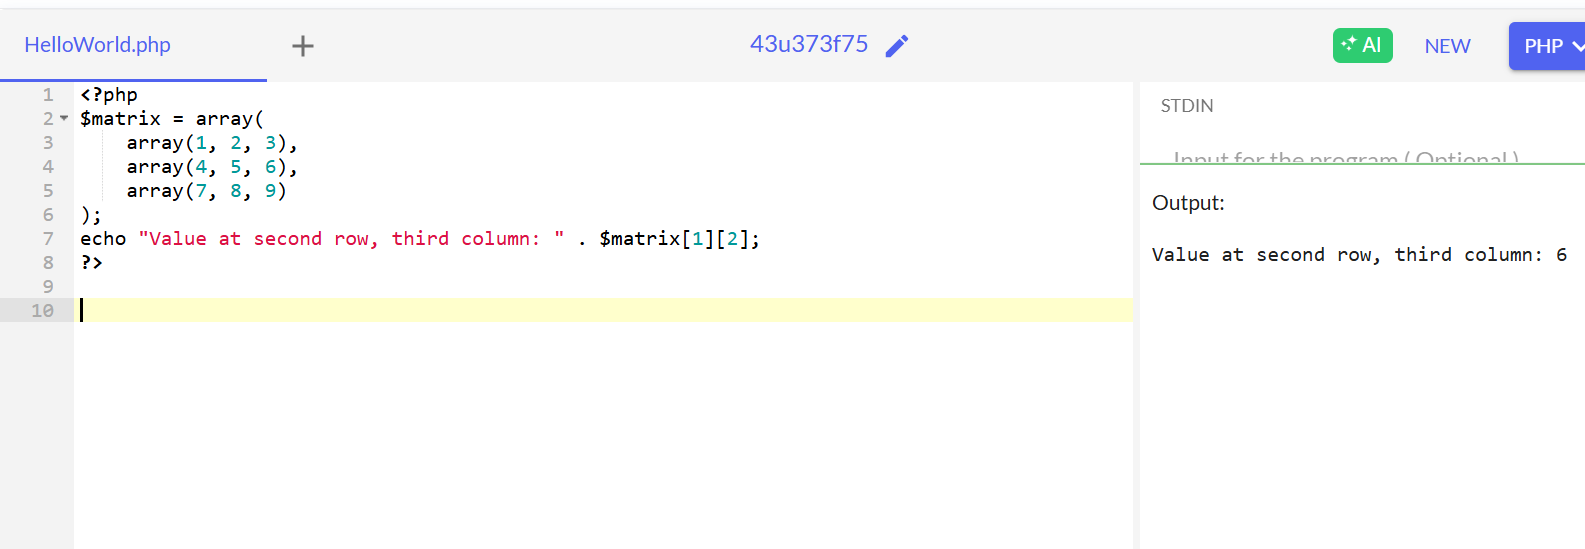 HelloWorld.php + 43u373f75 AI NEW PHP
1 <?php
2 $matrix = array(
3     array(1, 2, 3),
4     array(4, 5, 6),
5     array(7, 8, 9)
6 );
7 echo "Value at second row, third column: " . $matrix[1][2];
8 ?>
9
10
STDIN
Input for the program ( Optional )
Output:
Value at second row, third column: 6